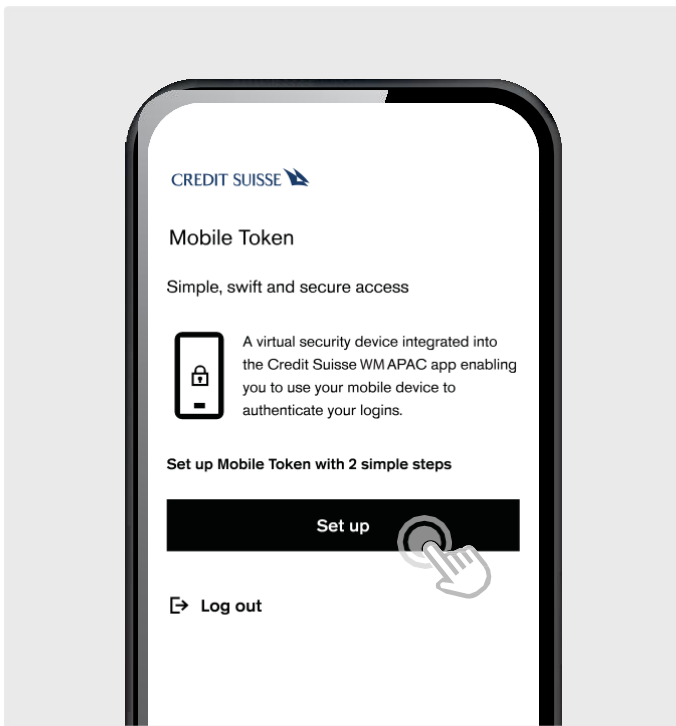 CREDIT SUISSE
Mobile Token
Simple, swift and secure access
A virtual security device integrated into
the Credit Suisse WM APAC app enabling
you to use your mobile device to
authenticate your logins.
Set up Mobile Token with 2 simple steps
Set up
Log out